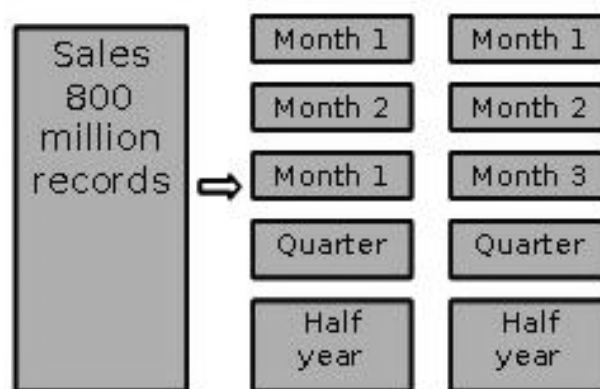 Sales
800
million
records
Month 1
Month 2
Month 1
Quarter
Half
year
Month 1
Month 2
Month 3
Quarter
Half
year